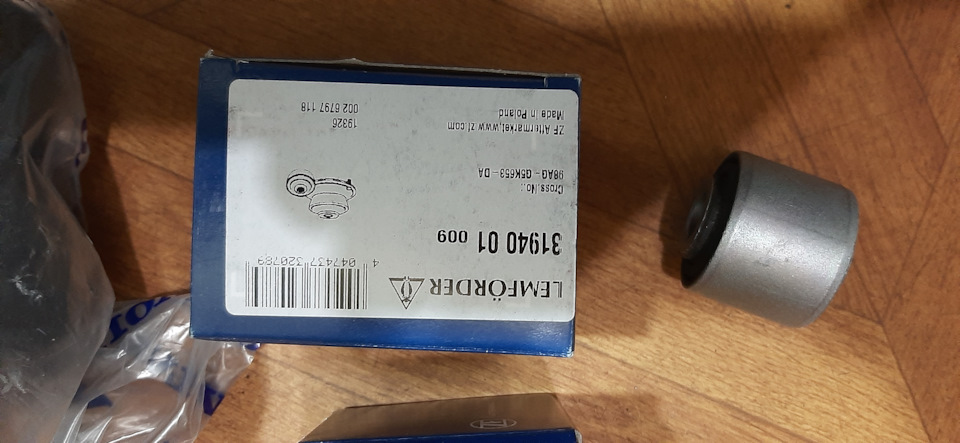 LEMFÖRDER
4 047437 320789
31940 01 009
Cross.No.:
98AG - G5K653 - DA
ZF Aftermarket,www.zf.com
Made in Poland
19326
002 6797 118